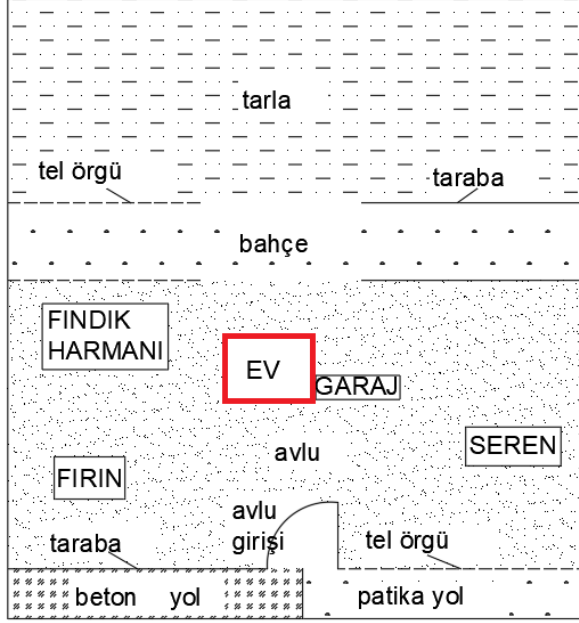 tarla
tel örgü
taraba
bahçe
FINDIK
HARMANI
EV
GARAJ
avlu
SEREN
FIRIN
avlu
girişi
taraba
tel örgü
beton yol
patika yol